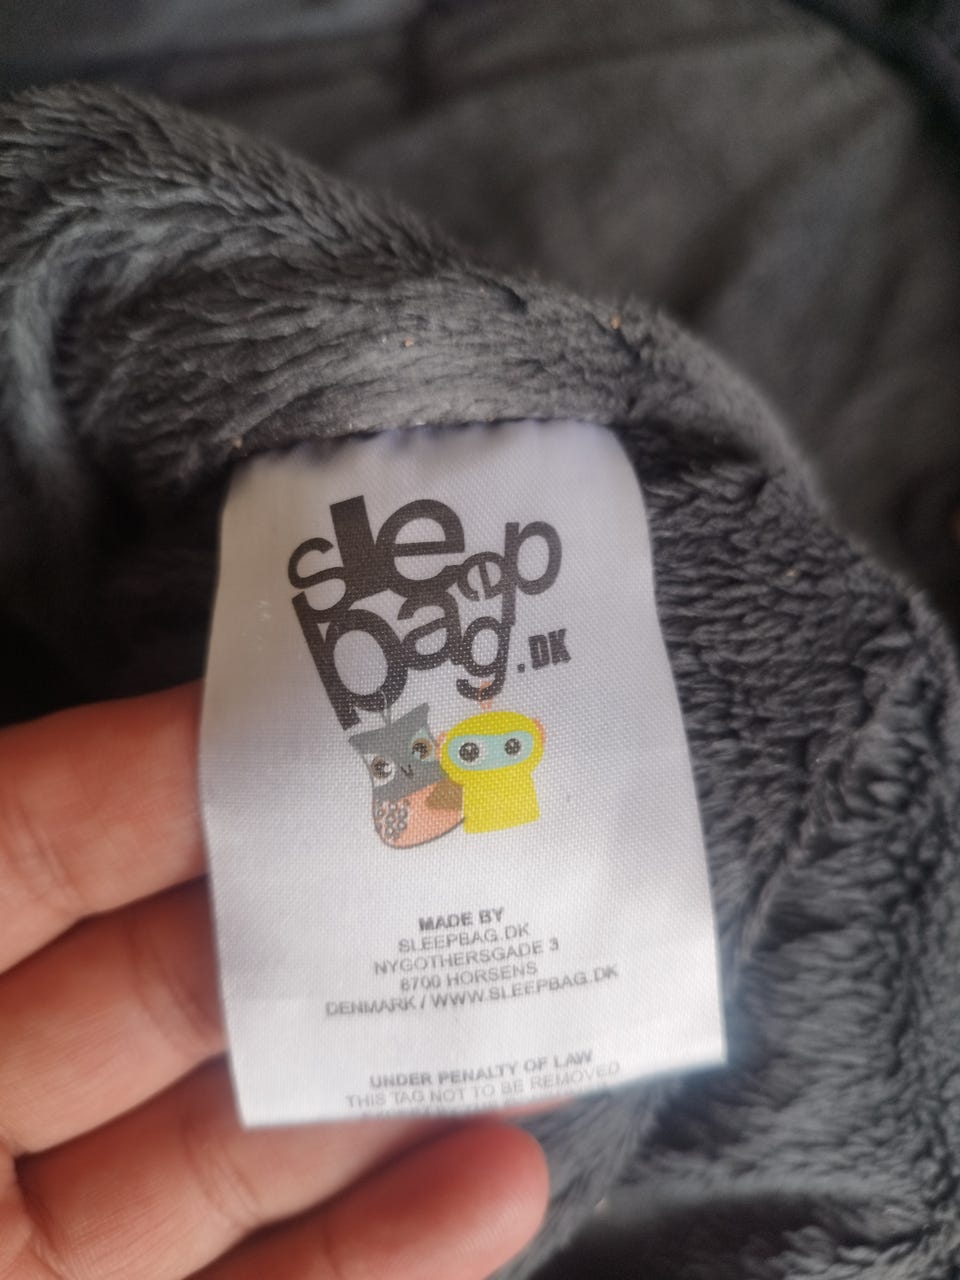 sleep
bag.DK
MADE BY
SLEEPBAG.DK
NYGOTHERSGADE 3
8700 HORSENS
DENMARK / WWW.SLEEPBAG.DK
UNDER PENALTY OF LAW
THIS TAG NOT TO BE REMOVED